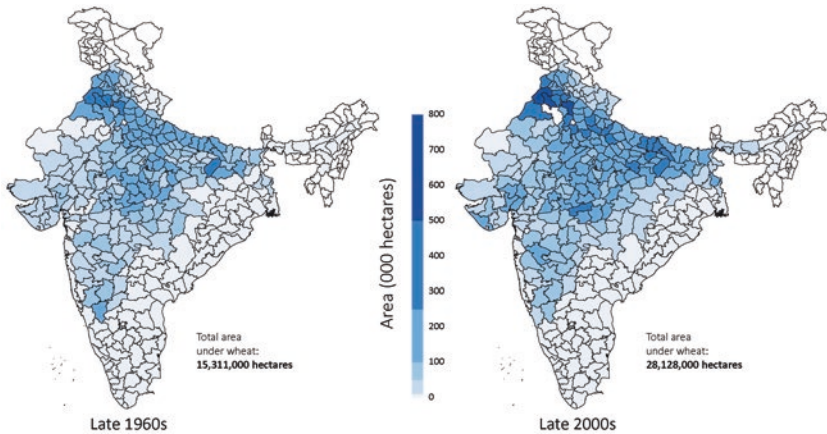 Total area
under wheat:
15,311,000 hectares
Late 1960s
Area (000 hectares)
800
700
600
500
400
300
200
100
0
Total area
under wheat:
28,128,000 hectares
Late 2000s